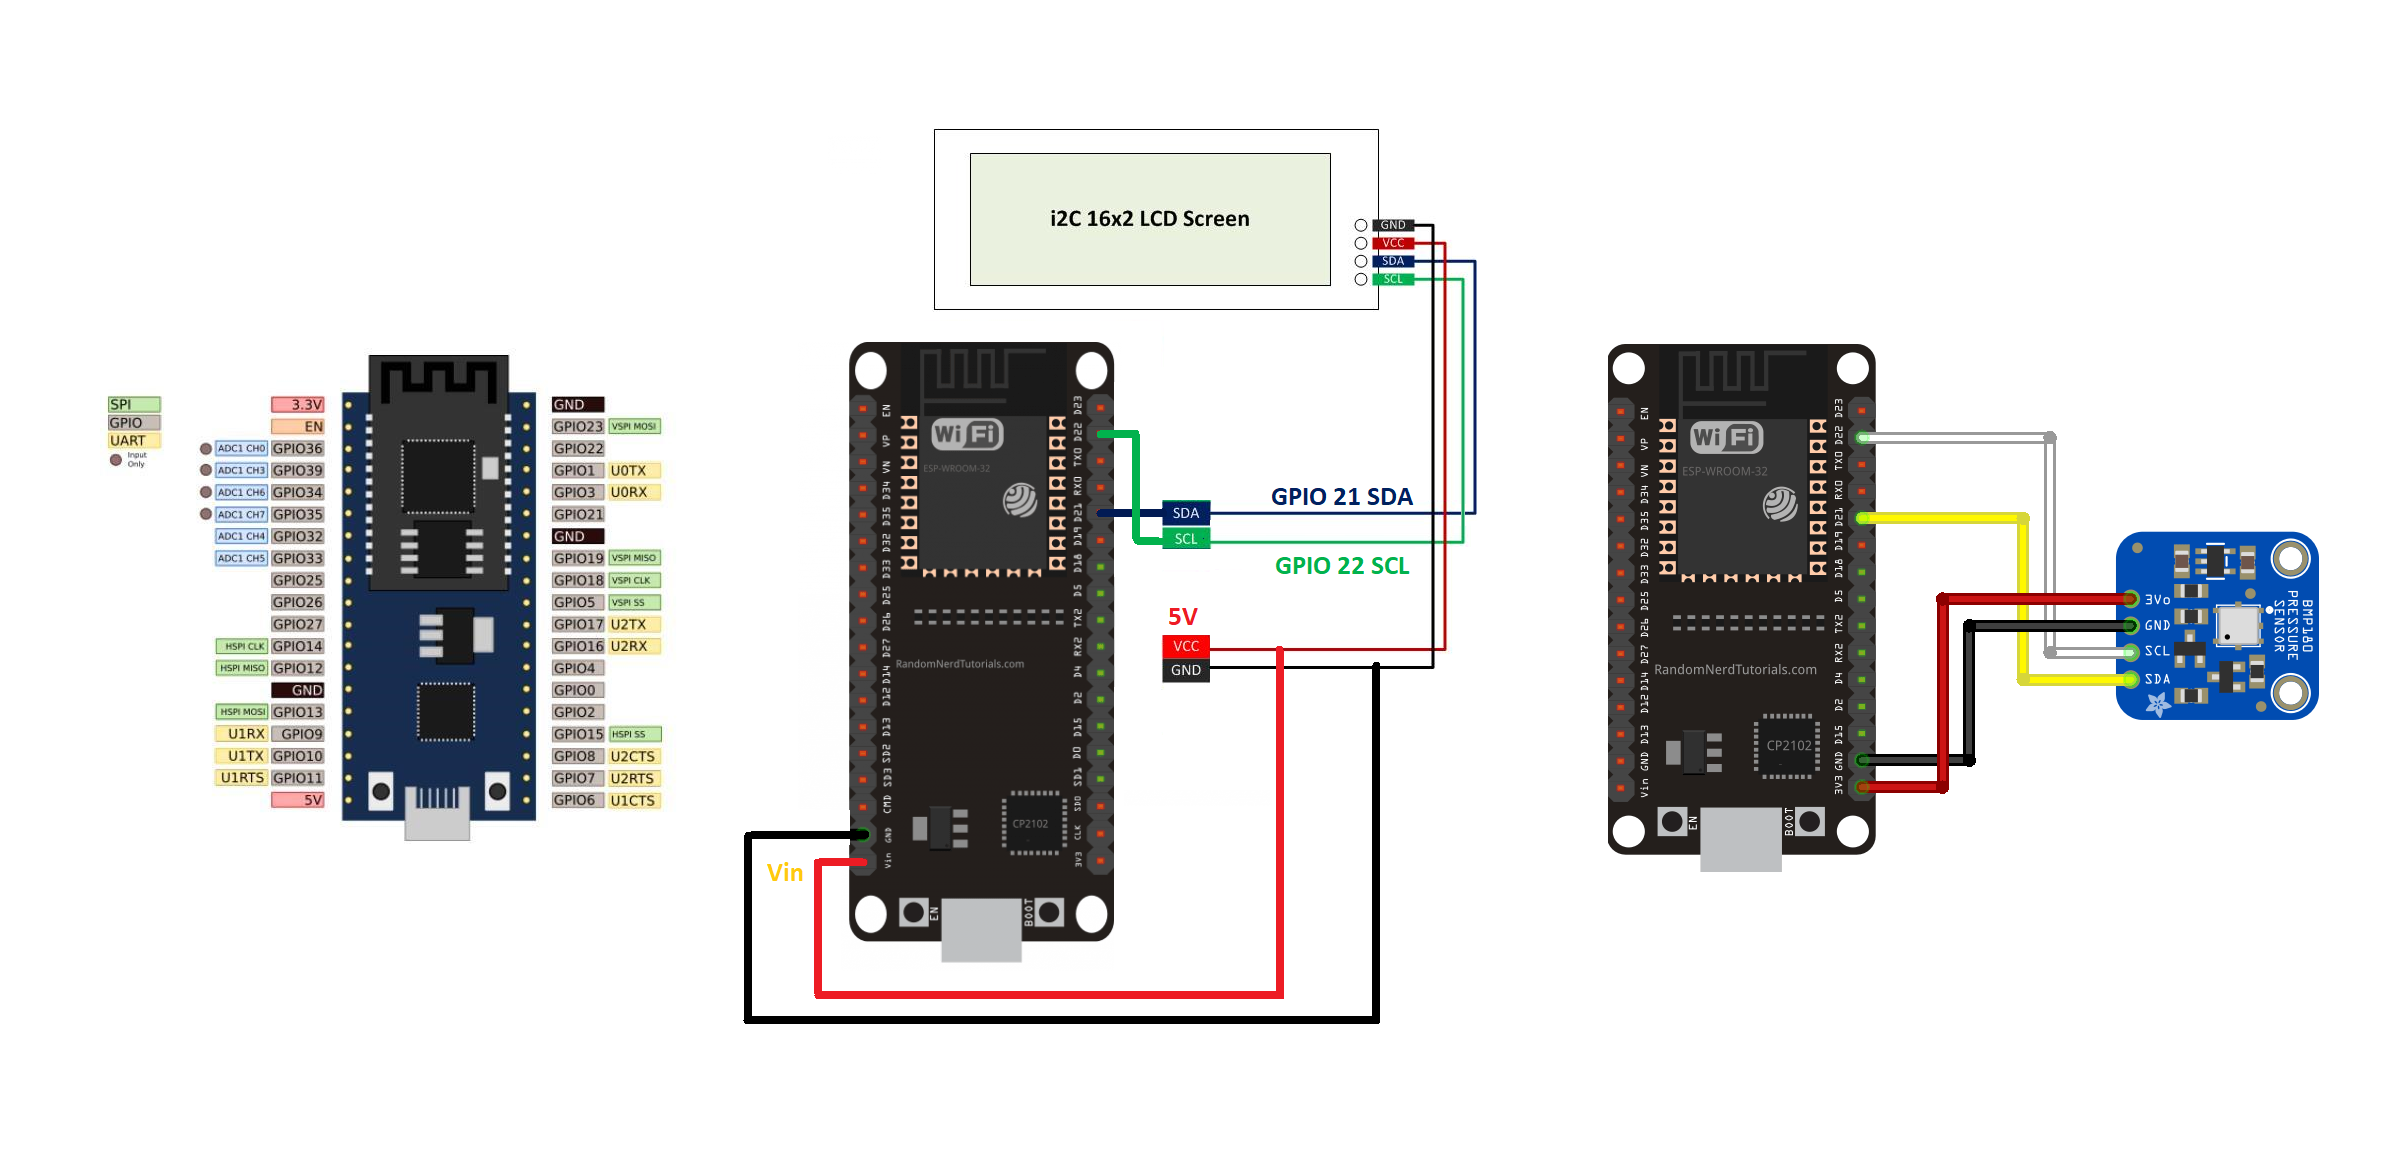 SPI
GPIO
UART
Input
Only
3.3V
EN
ADC1 CH0 GPIO36
ADC1 CH3 GPIO39
ADC1 CH6 GPIO34
ADC1 CH7 GPIO35
ADC1 CH4 GPIO32
ADC1 CH5 GPIO33
GPIO25
GPIO26
GPIO27
HSPI CLK GPIO14
HSPI MISO GPIO12
GND
HSPI MOSI GPIO13
U1RX GPIO9
U1TX GPIO10
U1RTS GPIO11
5V
GND
GPIO23 VSPI MOSI
GPIO22
GPIO1 U0TX
GPIO3 U0RX
GPIO21
GND
GPIO19 VSPI MISO
GPIO18 VSPI CLK
GPIO5 VSPI SS
GPIO17 U2TX
GPIO16 U2RX
GPIO4
GPIO0
GPIO2
GPIO15 HSPI SS
GPIO8 U2CTS
GPIO7 U2RTS
GPIO6 U1CTS
i2C 16x2 LCD Screen
GND
VCC
SDA
SCL
EN
VP
VN
D34
D35
D32
D33
D25
D26
D27
D14
D12
D13
SD2
SD3
CMD
GND
Vin
WiFi
ESP-WROOM-32
RandomNerdTutorials.com
CP2102
EN
BOOT
D23
D22
TX0
RX0
D21
D19
D18
D5
TX2
RX2
D4
D2
D15
D0
SD1
SD0
CLK
3V3
SDA
SCL
GPIO 21 SDA
GPIO 22 SCL
5V
VCC
GND
Vin
EN
VP
VN
D34
D35
D32
D33
D25
D26
D27
D14
D12
D13
GND
Vin
WiFi
ESP-WROOM-32
RandomNerdTutorials.com
CP2102
EN
BOOT
D23
D22
TX0
RX0
D21
D19
D18
D5
TX2
RX2
D4
D2
D15
GND
3V3
3Vo
GND
SCL
SDA
BMP180
PRESSURE
SENSOR